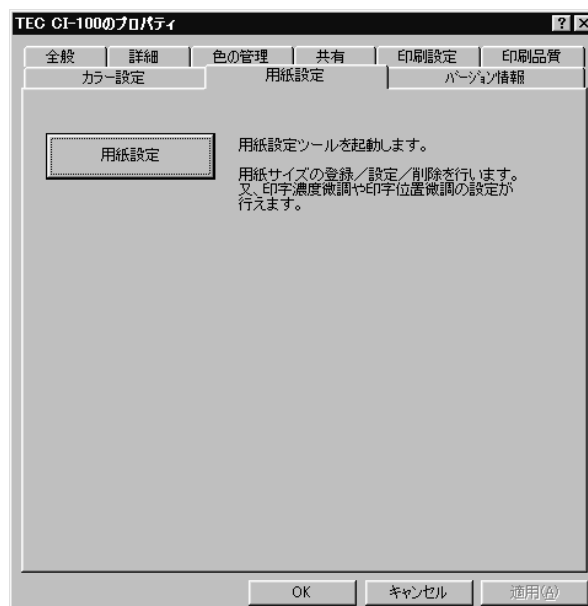 TEC CI-100のプロパティ
全般 詳細 色の管理 共有 印刷設定 印刷品質
カラー設定 用紙設定 バージョン情報
用紙設定
用紙設定ツールを起動します。
用紙サイズの登録／設定／削除を行います。
又、印字濃度微調や印字位置微調の設定が
行えます。
OK キャンセル 適用(A)